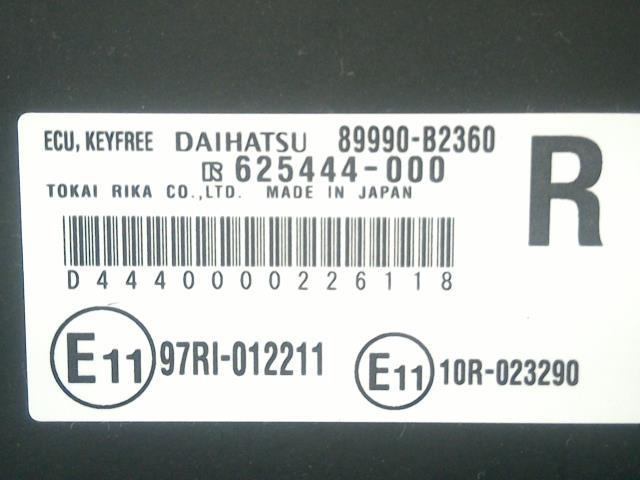 ECU, KEYFREE DAIHATSU 89990-B2360
625444-000
TOKAI RIKA CO.,LTD. MADE IN JAPAN
R
D4440000226118
E11 97RI-012211
E11 10R-023290